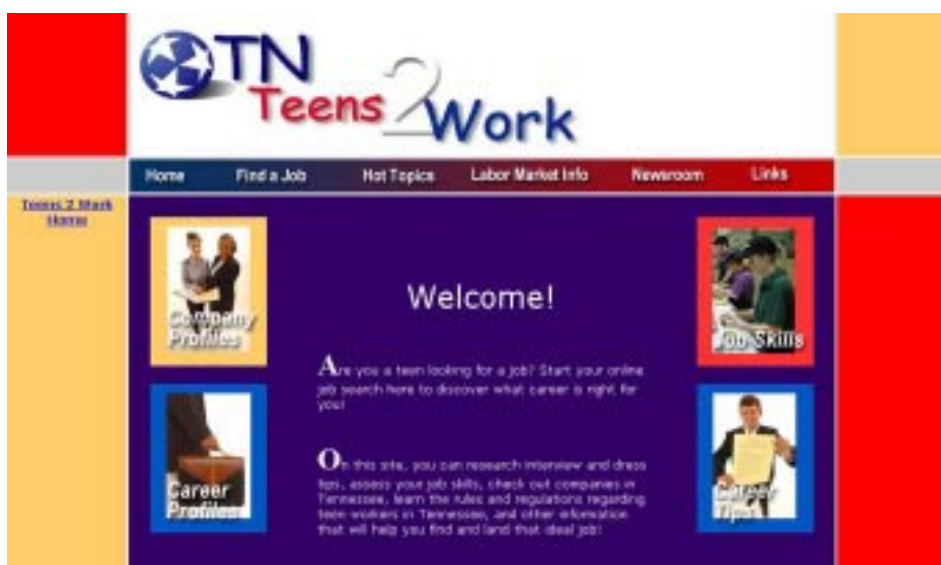 TN
Teens 2 Work
Home Find a Job Hot Topics Labor Market Info Newsroom Links
Teens 2 Work
Home
Company
Profiles
Job Skills
Welcome!
Are you a teen looking for a job? Start your online
job search here to discover what career is right for
you!
Career
Profiles
Career
Tips
On this site, you can research interview and dress
tips, assess your job skills, check out companies in
Tennessee, learn the rules and regulations regarding
teen workers in Tennessee, and other information
that will help you find and land that ideal job!